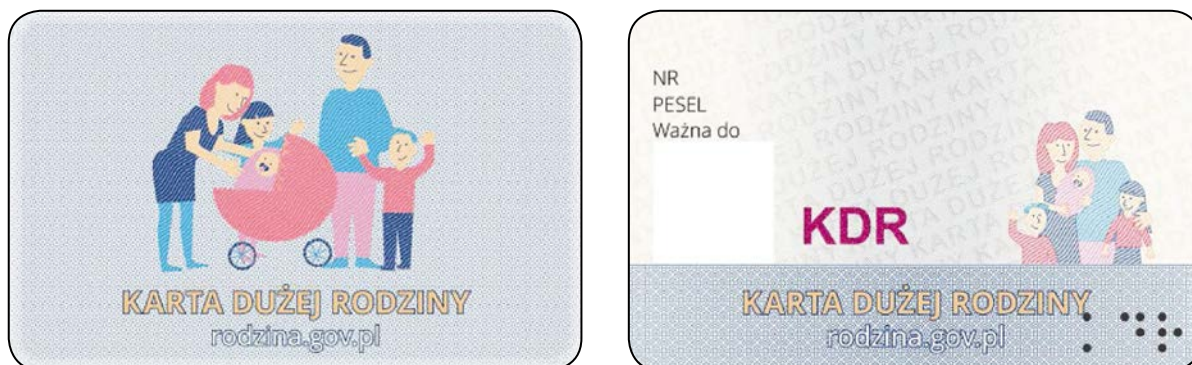 KARTA DUŻEJ RODZINY
rodzina.gov.pl
NR
PESEL
Ważna do
KDR
KARTA DUŻEJ RODZINY
rodzina.gov.pl